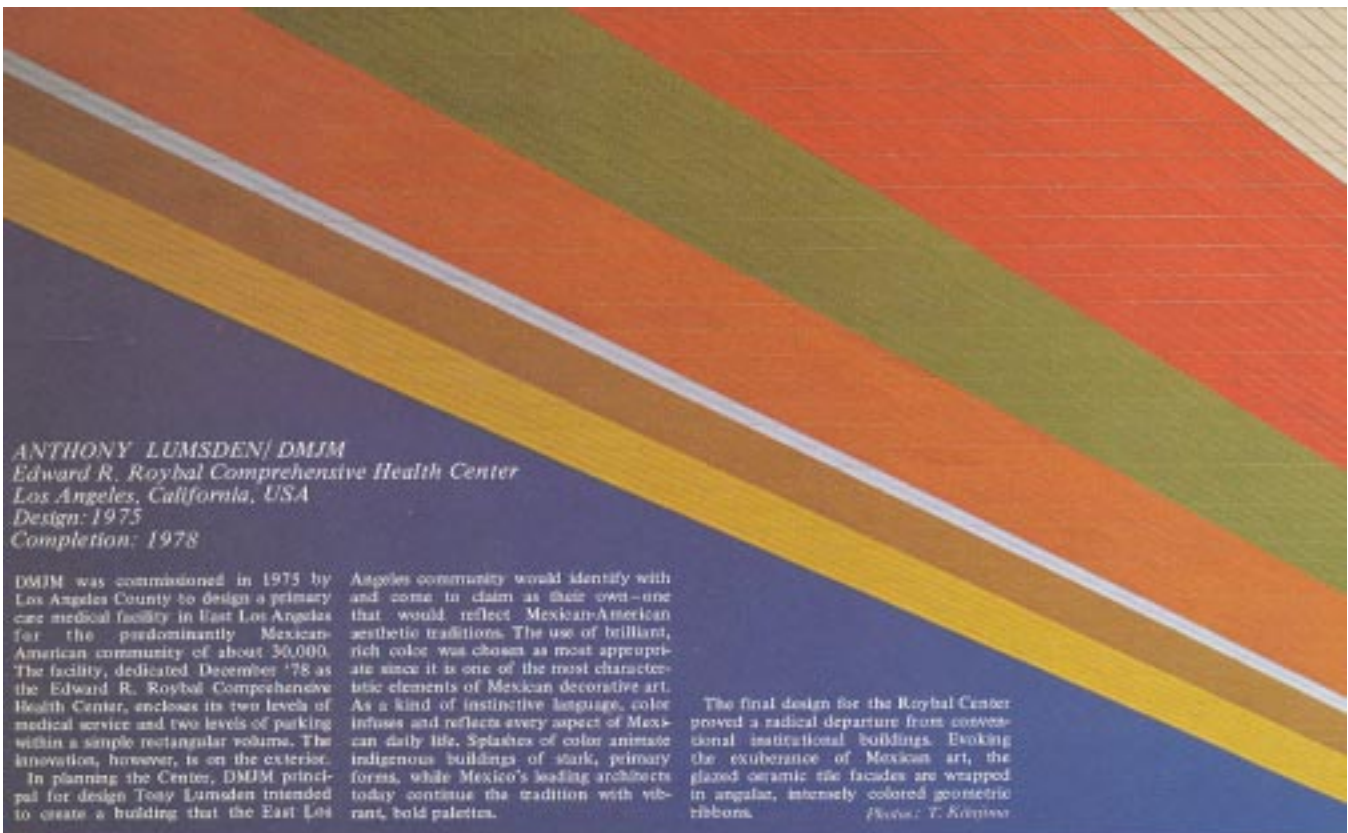 ANTHONY LUMSDEN/ DMJM
Edward R. Roybal Comprehensive Health Center
Los Angeles, California, USA
Design: 1975
Completion: 1978
DMJM was commissioned in 1975 by
Los Angeles County to design a primary
care medical facility in East Los Angeles
for the predominantly Mexican-
American community of about 30,000.
The facility, dedicated December '78 as
the Edward R. Roybal Comprehensive
Health Center, encloses its two levels of
medical service and two levels of parking
within a simple rectangular volume. The
innovation, however, is on the exterior.
In planning the Center, DMJM princi-
pal for design Tony Lumsden intended
to create a building that the East Los
Angeles community would identify with
and come to claim as their own–one
that would reflect Mexican-American
aesthetic traditions. The use of brilliant,
rich color was chosen as most appropri-
ate since it is one of the most character-
istic elements of Mexican decorative art.
As a kind of instinctive language, color
infuses and reflects every aspect of Mexi-
can daily life. Splashes of color animate
indigenous buildings of stark, primary
forms, while Mexico's leading architects
today continue the tradition with vib-
rant, bold palettes.
The final design for the Roybal Center
proved a radical departure from conven-
tional institutional buildings. Evoking
the exuberance of Mexican art, the
glazed ceramic tile facades are wrapped
in angular, intensely colored geometric
ribbons.
Photos: T.